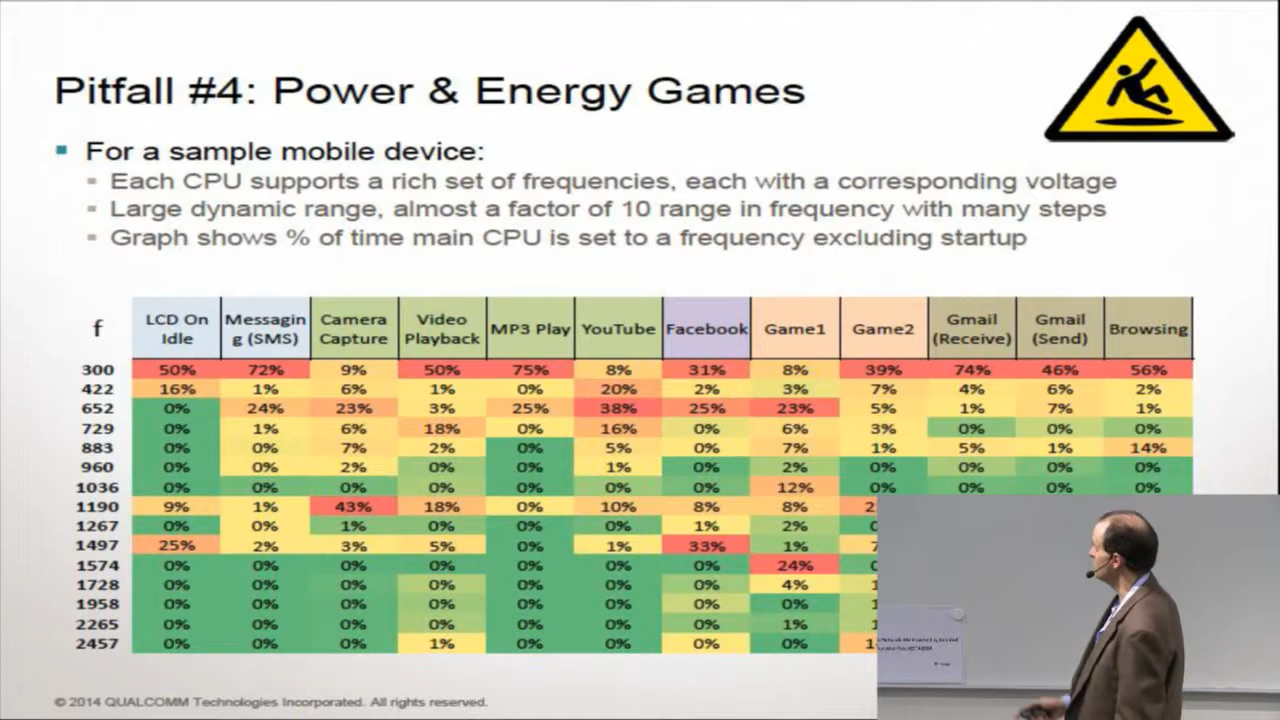 Pitfall #4: Power & Energy Games
For a sample mobile device:
Each CPU supports a rich set of frequencies, each with a corresponding voltage
Large dynamic range, almost a factor of 10 range in frequency with many steps
Graph shows % of time main CPU is set to a frequency excluding startup
f LCD On Idle Messagin g (SMS) Camera Capture Video Playback MP3 Play YouTube Facebook Game1 Game2 Gmail (Receive) Gmail (Send) Browsing
300 50% 72% 9% 50% 75% 8% 31% 8% 39% 74% 46% 56%
422 16% 1% 6% 1% 0% 20% 2% 3% 7% 4% 6% 2%
652 0% 24% 23% 3% 25% 38% 25% 23% 5% 1% 7% 1%
729 0% 1% 6% 18% 0% 16% 0% 6% 3% 0% 0% 0%
883 0% 0% 7% 2% 0% 5% 0% 7% 1% 5% 1% 14%
960 0% 0% 2% 0% 0% 1% 0% 2% 0% 0% 0% 0%
1036 0% 0% 0% 0% 0% 0% 0% 12% 0% 0% 0% 0%
1190 9% 1% 43% 18% 0% 10% 8% 8% 2
1267 0% 0% 1% 0% 0% 0% 1% 2%
1497 25% 2% 3% 5% 0% 1% 33% 1% 7
1574 0% 0% 0% 0% 0% 0% 0% 24%
1728 0% 0% 0% 0% 0% 0% 0% 4% 1
1958 0% 0% 0% 0% 0% 0% 0% 0% 1
2265 0% 0% 0% 0% 0% 0% 0% 1% 1
2457 0% 0% 0% 1% 0% 0% 0% 0% 1
© 2014 QUALCOMM Technologies Incorporated. All rights reserved.